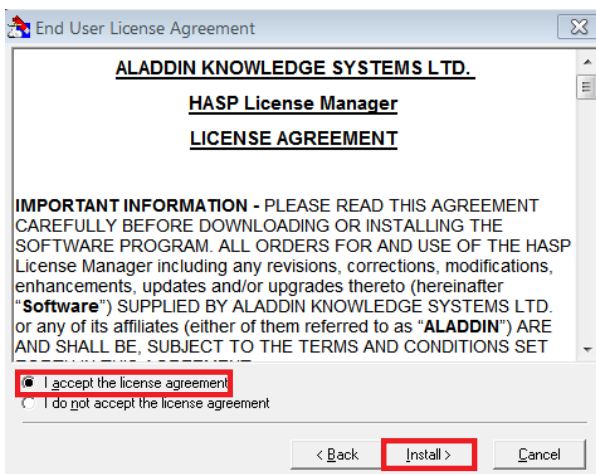 End User License Agreement
ALADDIN KNOWLEDGE SYSTEMS LTD.
HASP License Manager
LICENSE AGREEMENT
IMPORTANT INFORMATION - PLEASE READ THIS AGREEMENT
CAREFULLY BEFORE DOWNLOADING OR INSTALLING THE
SOFTWARE PROGRAM. ALL ORDERS FOR AND USE OF THE HASP
License Manager including any revisions, corrections, modifications,
enhancements, updates and/or upgrades thereto (hereinafter
“Software”) SUPPLIED BY ALADDIN KNOWLEDGE SYSTEMS LTD.
or any of its affiliates (either of them referred to as “ALADDIN”) ARE
AND SHALL BE, SUBJECT TO THE TERMS AND CONDITIONS SET
I accept the license agreement
I do not accept the license agreement
< Back Install > Cancel